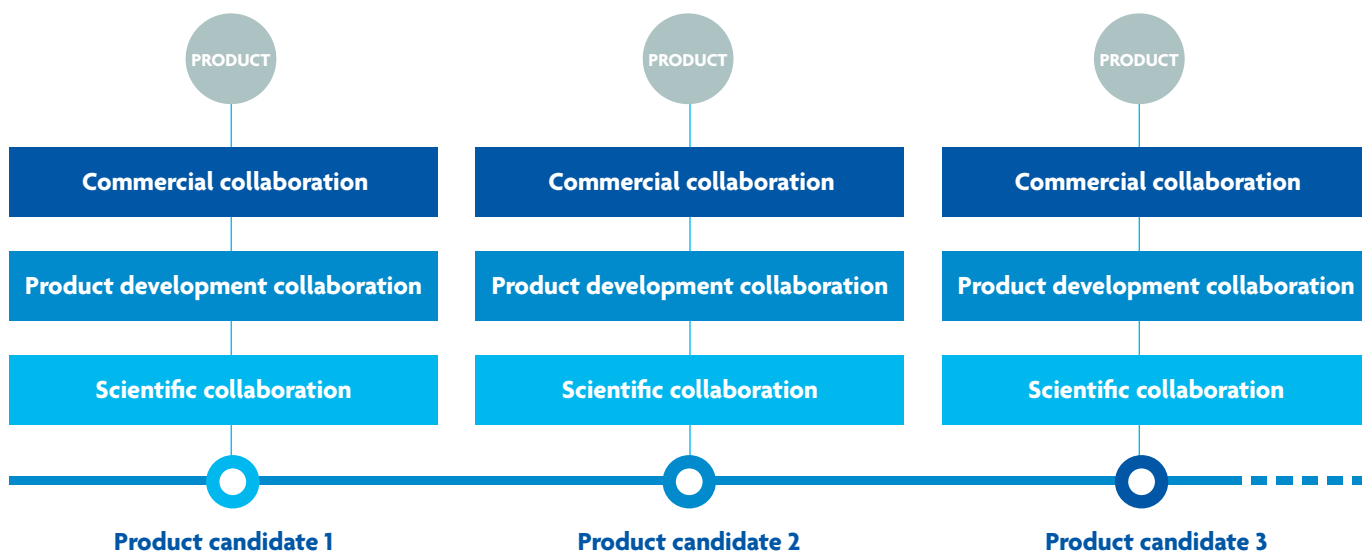 PRODUCT
PRODUCT
PRODUCT
Commercial collaboration
Commercial collaboration
Commercial collaboration
Product development collaboration
Product development collaboration
Product development collaboration
Scientific collaboration
Scientific collaboration
Scientific collaboration
Product candidate 1
Product candidate 2
Product candidate 3